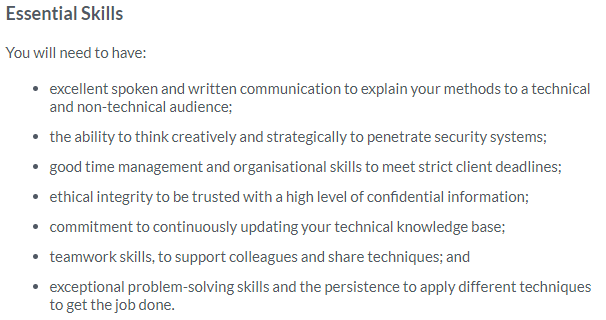 Essential Skills
You will need to have:
• excellent spoken and written communication to explain your methods to a technical
and non-technical audience;
• the ability to think creatively and strategically to penetrate security systems;
• good time management and organisational skills to meet strict client deadlines;
• ethical integrity to be trusted with a high level of confidential information;
• commitment to continuously updating your technical knowledge base;
• teamwork skills, to support colleagues and share techniques; and
• exceptional problem-solving skills and the persistence to apply different techniques
to get the job done.